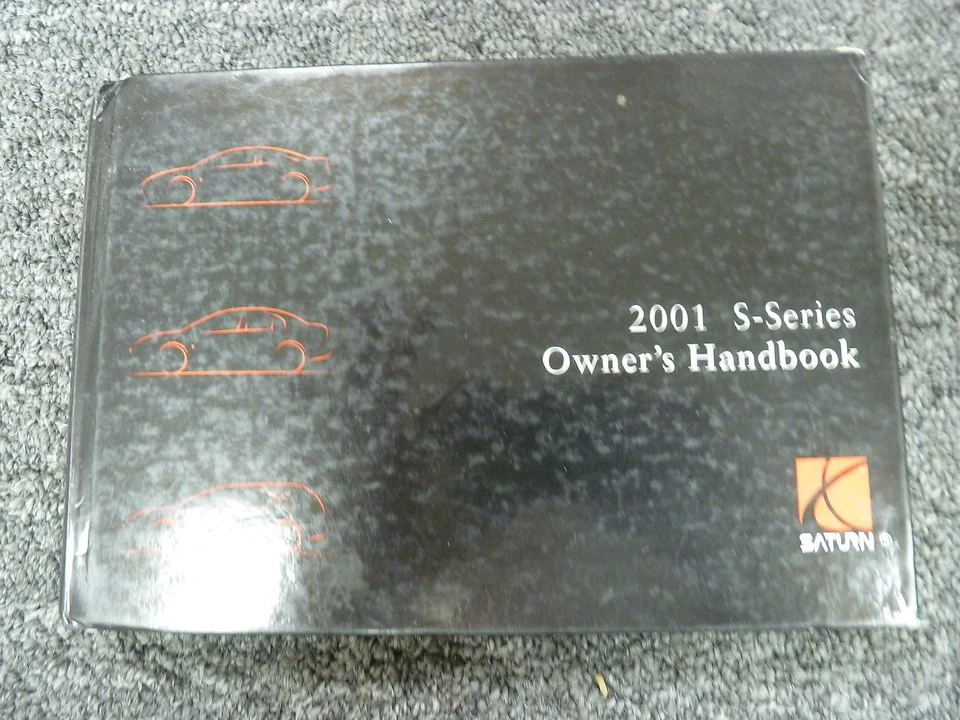 2001 S-Series
Owner's Handbook
SATURN®